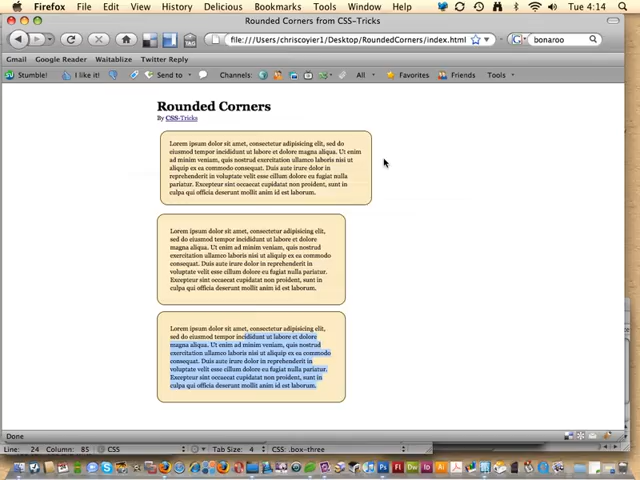 Firefox File Edit View History Delicious Bookmarks Tools Window Help Tue 4:14
Rounded Corners from CSS-Tricks
file:///Users/chriscoyier1/Desktop/RoundedCorners/index.html bonaroo
Gmail Google Reader Waitablize Twitter Reply
Stumble! I like it! Send to Channels: All Favorites Friends Tools
Rounded Corners
By CSS-Tricks
Lorem ipsum dolor sit amet, consectetur adipisicing elit, sed do
eiusmod tempor incididunt ut labore et dolore magna aliqua. Ut enim
ad minim veniam, quis nostrud exercitation ullamco laboris nisi ut
aliquip ex ea commodo consequat. Duis aute irure dolor in
reprehenderit in voluptate velit esse cillum dolore eu fugiat nulla
pariatur. Excepteur sint occaecat cupidatat non proident, sunt in
culpa qui officia deserunt mollit anim id est laborum.
Lorem ipsum dolor sit amet, consectetur adipisicing elit,
sed do eiusmod tempor incididunt ut labore et dolore
magna aliqua. Ut enim ad minim veniam, quis nostrud
exercitation ullamco laboris nisi ut aliquip ex ea commodo
consequat. Duis aute irure dolor in reprehenderit in
voluptate velit esse cillum dolore eu fugiat nulla pariatur.
Excepteur sint occaecat cupidatat non proident, sunt in
culpa qui officia deserunt mollit anim id est laborum.
Lorem ipsum dolor sit amet, consectetur adipisicing elit,
sed do eiusmod tempor incididunt ut labore et dolore
magna aliqua. Ut enim ad minim veniam, quis nostrud
exercitation ullamco laboris nisi ut aliquip ex ea commodo
consequat. Duis aute irure dolor in reprehenderit in
voluptate velit esse cillum dolore eu fugiat nulla pariatur.
Excepteur sint occaecat cupidatat non proident, sunt in
culpa qui officia deserunt mollit anim id est laborum.
Done
Line: 24 Column: 85 CSS Tab Size: 4 CSS: .box-three